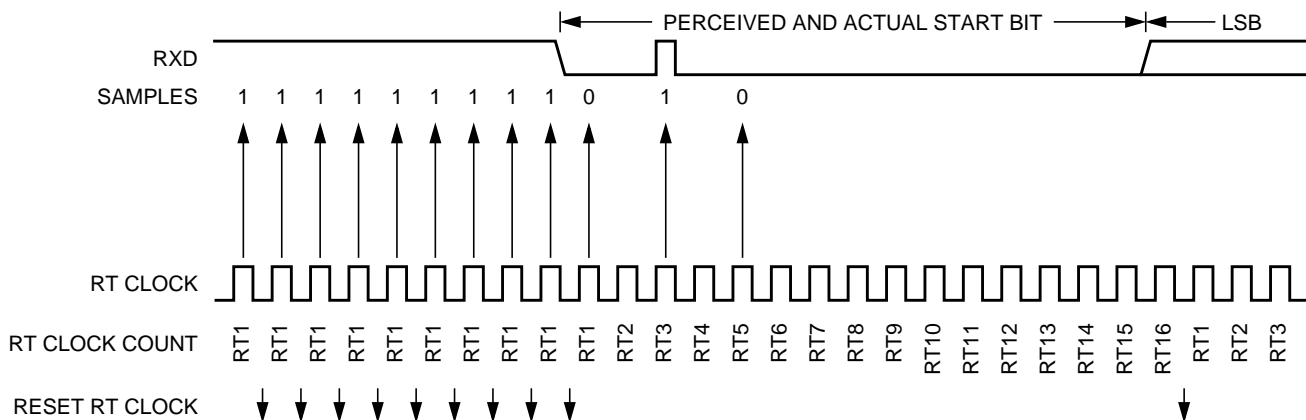 PERCEIVED AND ACTUAL START BIT LSB
RXD
SAMPLES 1 1 1 1 1 1 1 1 1 0 1 0
RT CLOCK
RT CLOCK COUNT RT1 RT1 RT1 RT1 RT1 RT1 RT1 RT1 RT1 RT1 RT2 RT3 RT4 RT5 RT6 RT7 RT8 RT9 RT10 RT11 RT12 RT13 RT14 RT15 RT16 RT1 RT2 RT3
RESET RT CLOCK